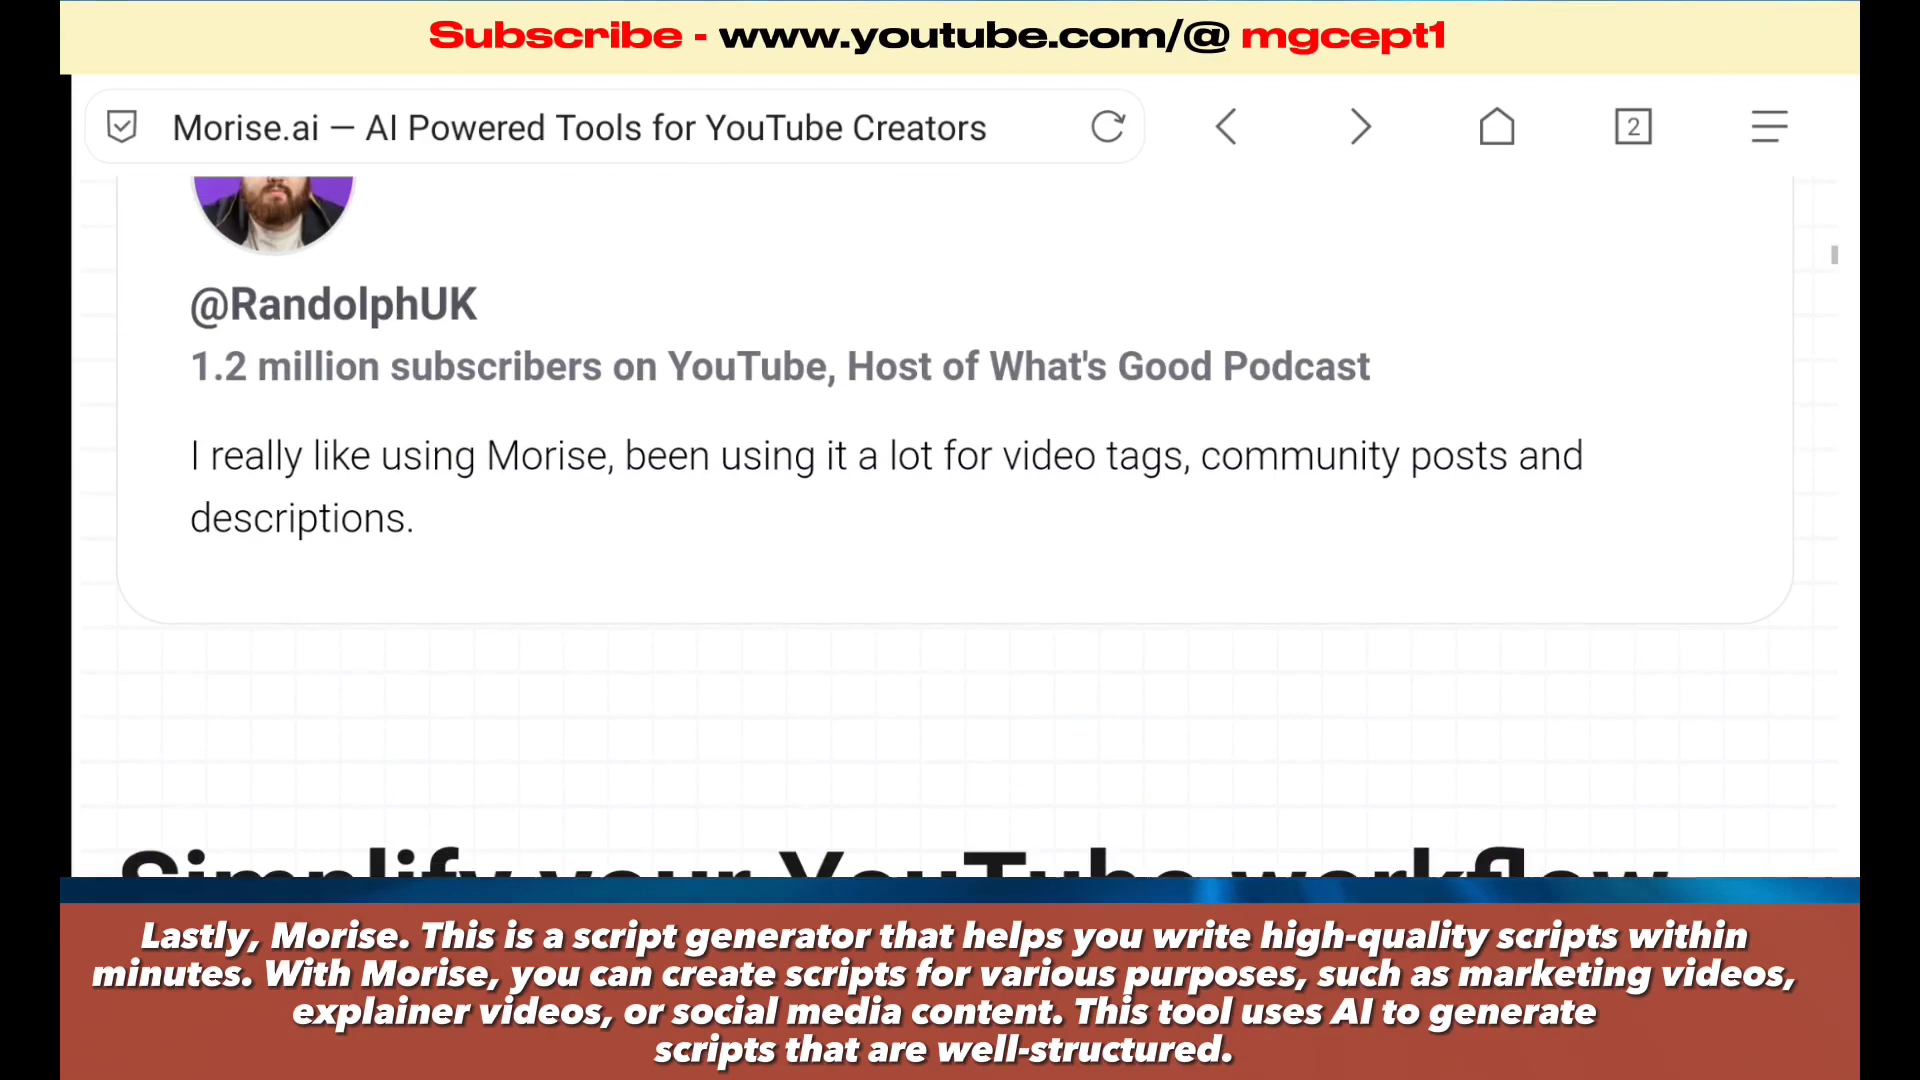 Subscribe - www.youtube.com/@ mgcept1
Morise.ai — AI Powered Tools for YouTube Creators
2
@RandolphUK
1.2 million subscribers on YouTube, Host of What's Good Podcast
I really like using Morise, been using it a lot for video tags, community posts and
descriptions.
Simplify your YouTube workflow
Lastly, Morise. This is a script generator that helps you write high-quality scripts within
minutes. With Morise, you can create scripts for various purposes, such as marketing videos,
explainer videos, or social media content. This tool uses AI to generate
scripts that are well-structured.